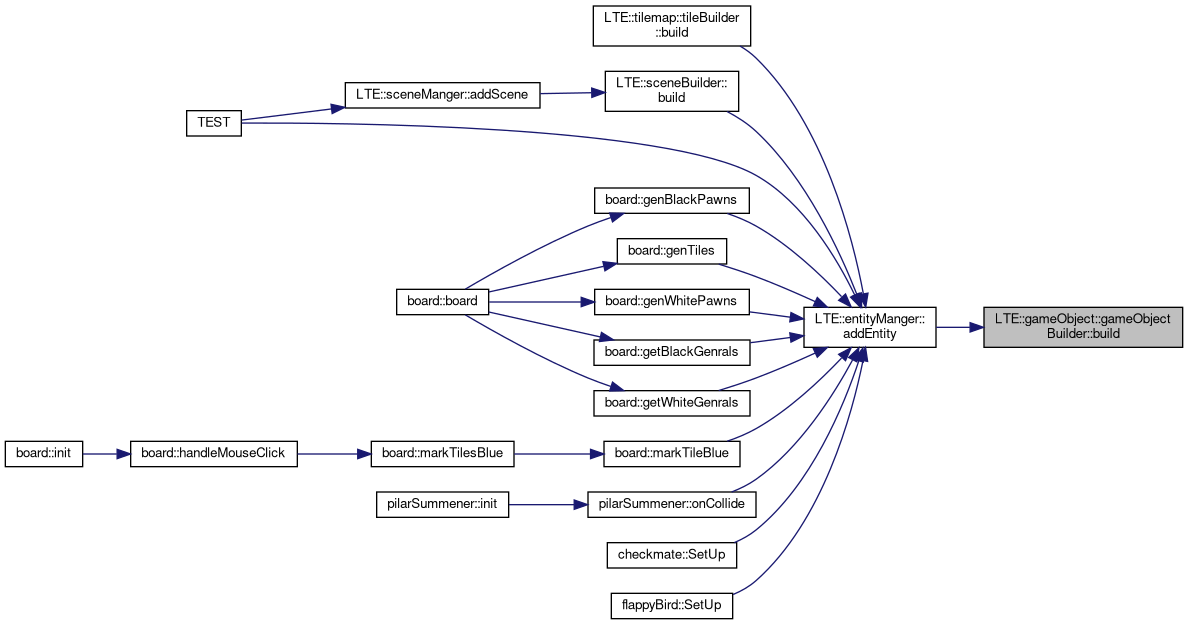 LTE::tilemap::tileBuilder
::build
LTE::sceneBuilder::
build
LTE::sceneManger::addScene
TEST
board::genBlackPawns
board::genTiles
board::board
board::genWhitePawns
LTE::entityManger::
addEntity
LTE::gameObject::gameObject
Builder::build
board::getBlackGenrals
board::getWhiteGenrals
board::init
board::handleMouseClick
board::markTilesBlue
board::markTileBlue
pilarSummener::init
pilarSummener::onCollide
checkmate::SetUp
flappyBird::SetUp